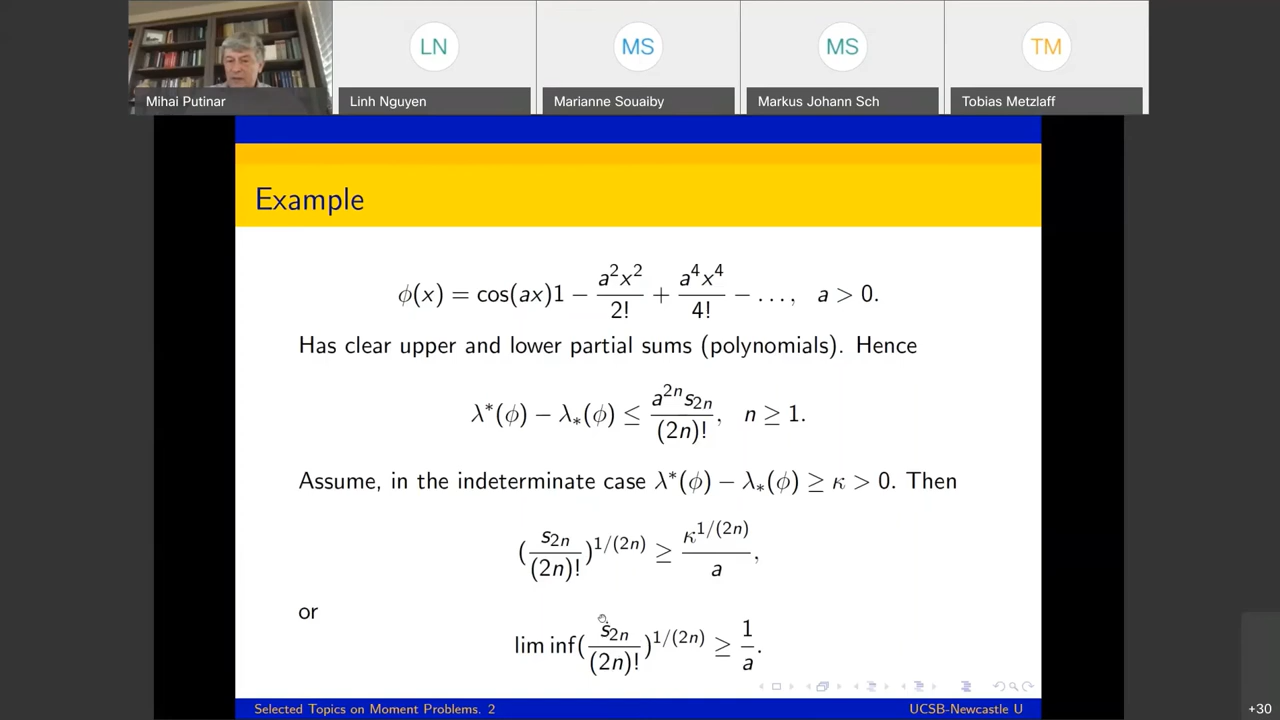 LN
MS
MS
TM
Mihai Putinar
Linh Nguyen
Marianne Souaiby
Markus Johann Sch
Tobias Metzlaff
Example
ϕ(x) = cos(ax)1 − a²x²/2! + a⁴x⁴/4! − . . . , a > 0.
Has clear upper and lower partial sums (polynomials). Hence
λ*(ϕ) − λ_*(ϕ) ≤ a^{2n}s_{2n}/(2n)!, n ≥ 1.
Assume, in the indeterminate case λ*(ϕ) − λ_*(ϕ) ≥ κ > 0. Then
(s_{2n}/(2n)!)^{1/(2n)} ≥ κ^{1/(2n)}/a,
or
lim inf(s_{2n}/(2n)!)^{1/(2n)} ≥ 1/a.
Selected Topics on Moment Problems. 2
UCSB-Newcastle U
+30